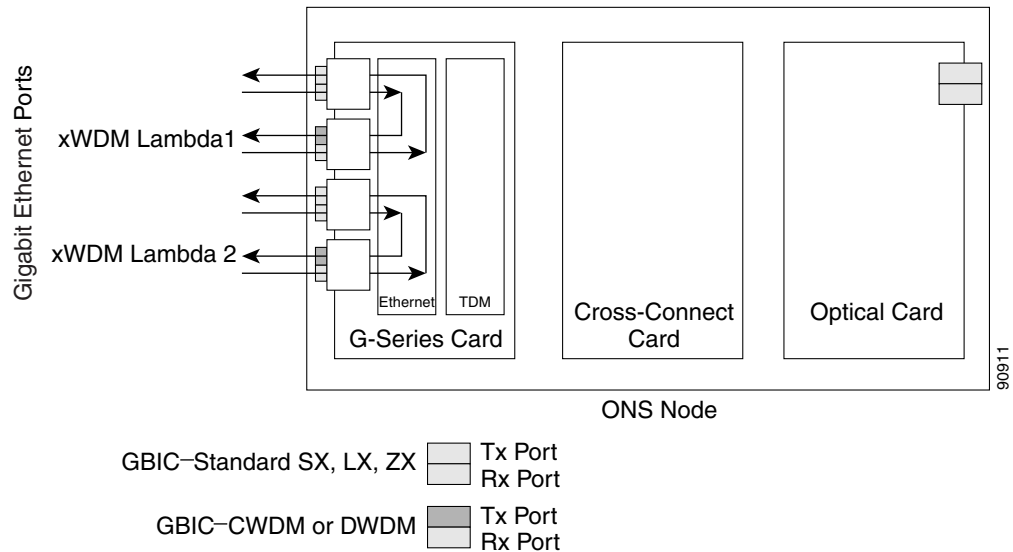 Gigabit Ethernet Ports
xWDM Lambda1
xWDM Lambda 2
Ethernet
TDM
G-Series Card
Cross-Connect
Card
Optical Card
90911
ONS Node
GBIC–Standard SX, LX, ZX
Tx Port
Rx Port
GBIC–CWDM or DWDM
Tx Port
Rx Port